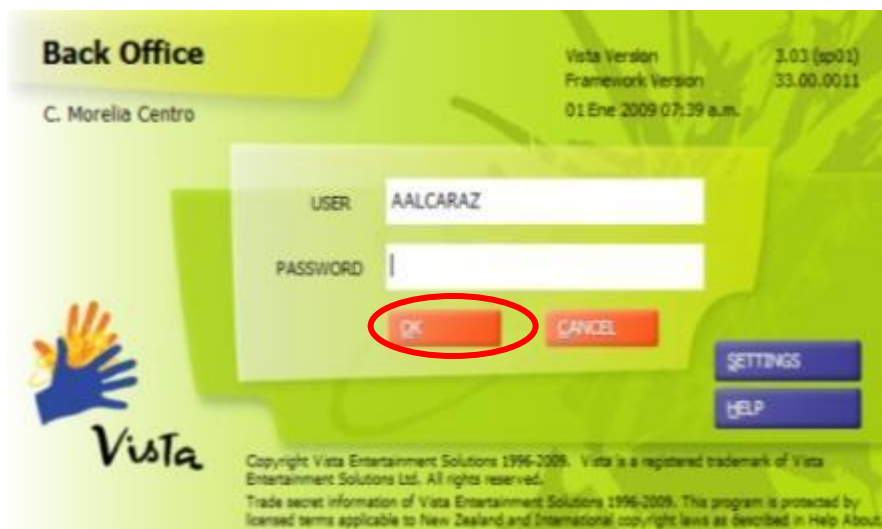 Back Office
Vista Version 3.03 (sp01)
Framework Version 33.00.0011
C. Morelia Centro
01 Ene 2009 07:39 a.m.
USER AALCARAZ
PASSWORD
OK CANCEL
SETTINGS
HELP
Vista
Copyright Vista Entertainment Solutions 1996-2009. Vista is a registered trademark of Vista
Entertainment Solutions Ltd. All rights reserved.
Trade secret information of Vista Entertainment Solutions 1996-2009. This program is protected by
licensed terms applicable to New Zealand and International copyright laws as described in Help About